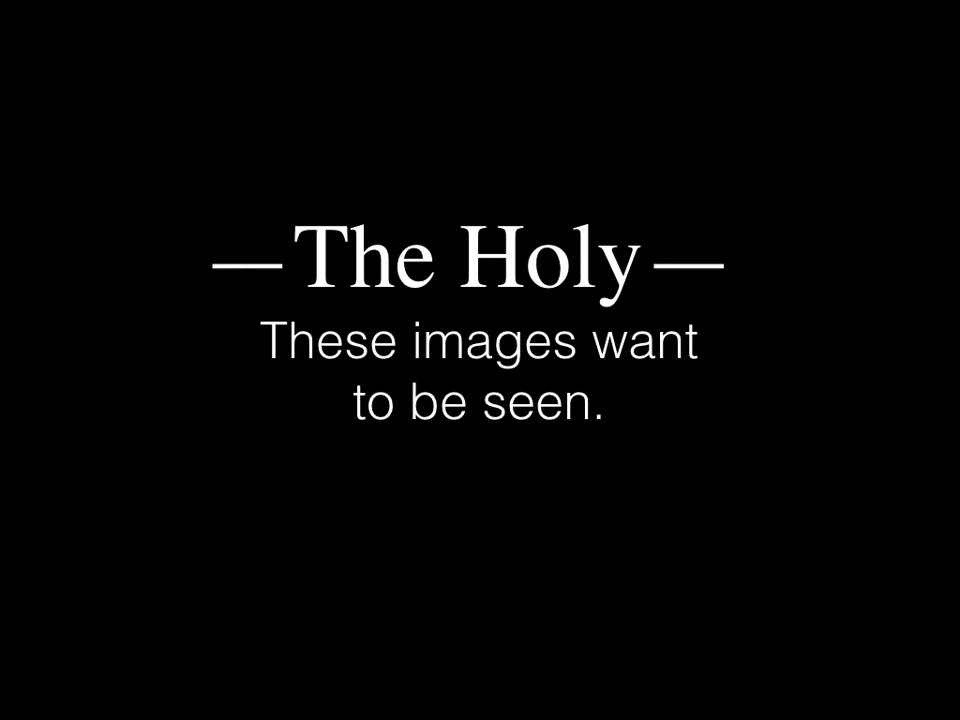 —The Holy—
These images want
to be seen.